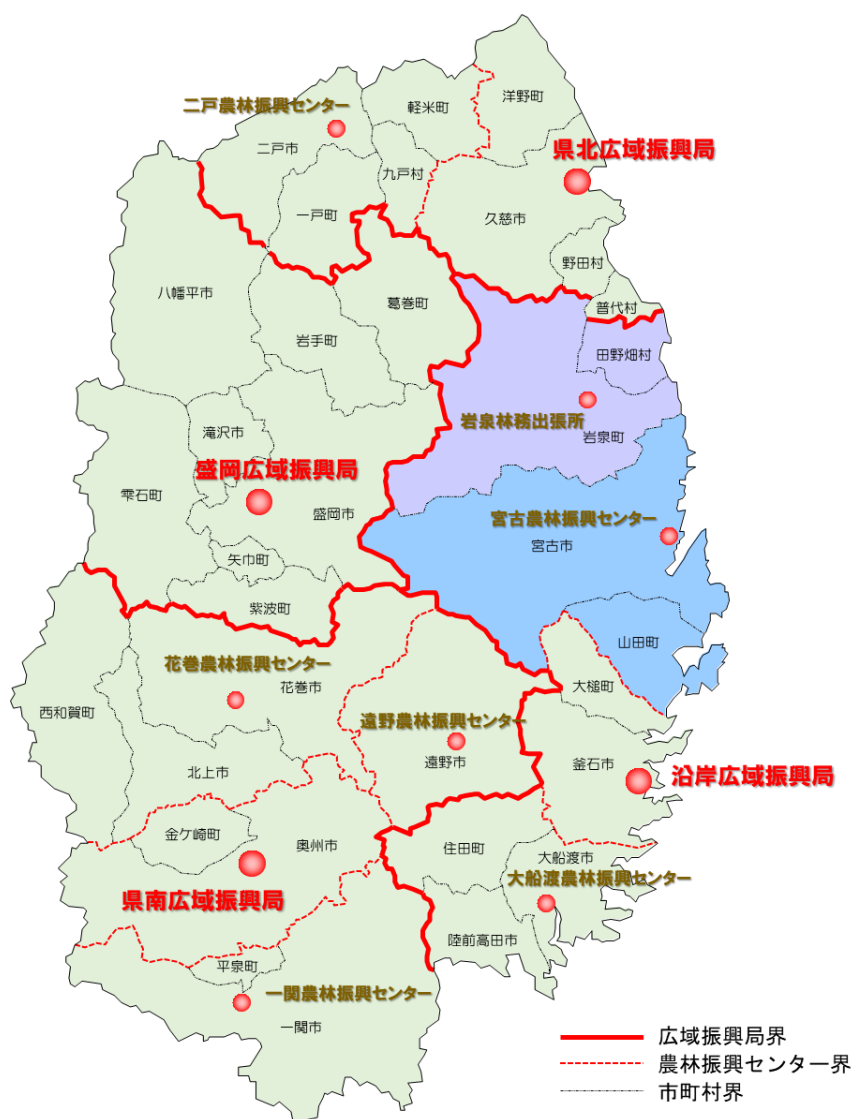 洋野町
軽米町
二戸農林振興センター
二戸市
県北広域振興局
九戸村
一戸町
久慈市
野田村
八幡平市
葛巻町
普代村
岩手町
田野畑村
岩泉林務出張所
岩泉町
滝沢市
盛岡広域振興局
雫石町
盛岡市
宮古農林振興センター
宮古市
矢巾町
紫波町
山田町
花巻農林振興センター
花巻市
大槌町
西和賀町
遠野農林振興センター
遠野市
釜石市
北上市
沿岸広域振興局
金ケ崎町
奥州市
住田町
大船渡市
県南広域振興局
大船渡農林振興センター
陸前高田市
平泉町
一関農林振興センター
一関市
広域振興局界
農林振興センター界
市町村界